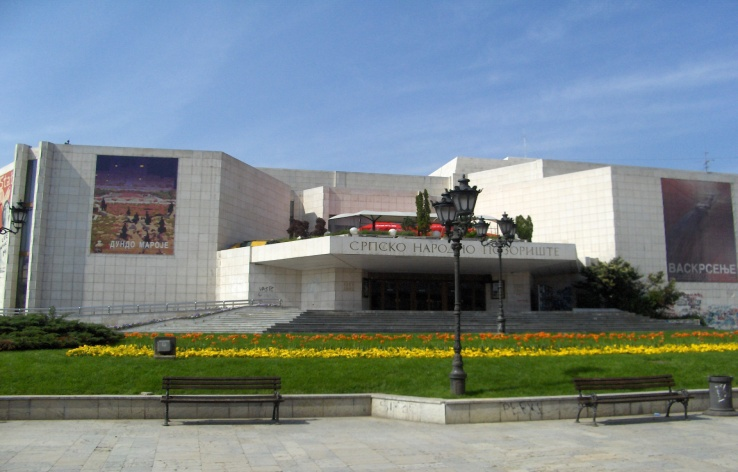 ДУНДО МАРОЈЕ
СРПСКО НАРОДНО ПОЗОРИШТЕ
ВАСКРСЕЊЕ